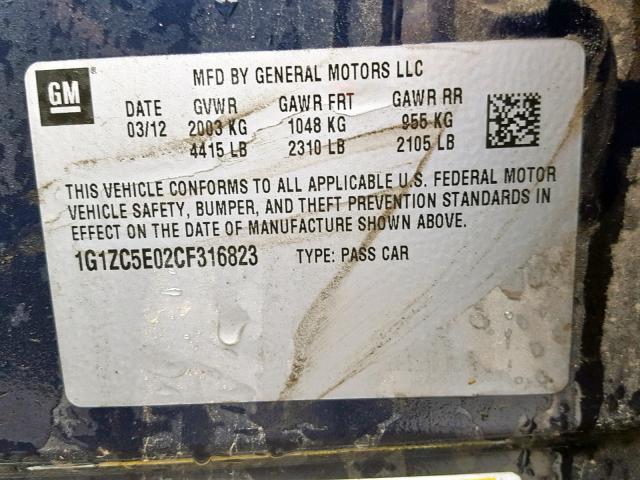 MFD BY GENERAL MOTORS LLC
GM
DATE GVWR GAWR FRT GAWR RR
03/12 2003 KG 1048 KG 955 KG
4415 LB 2310 LB 2105 LB
THIS VEHICLE CONFORMS TO ALL APPLICABLE U.S. FEDERAL MOTOR
VEHICLE SAFETY, BUMPER, AND THEFT PREVENTION STANDARDS IN
EFFECT ON THE DATE OF MANUFACTURE SHOWN ABOVE.
1G1ZC5E02CF316823 TYPE: PASS CAR